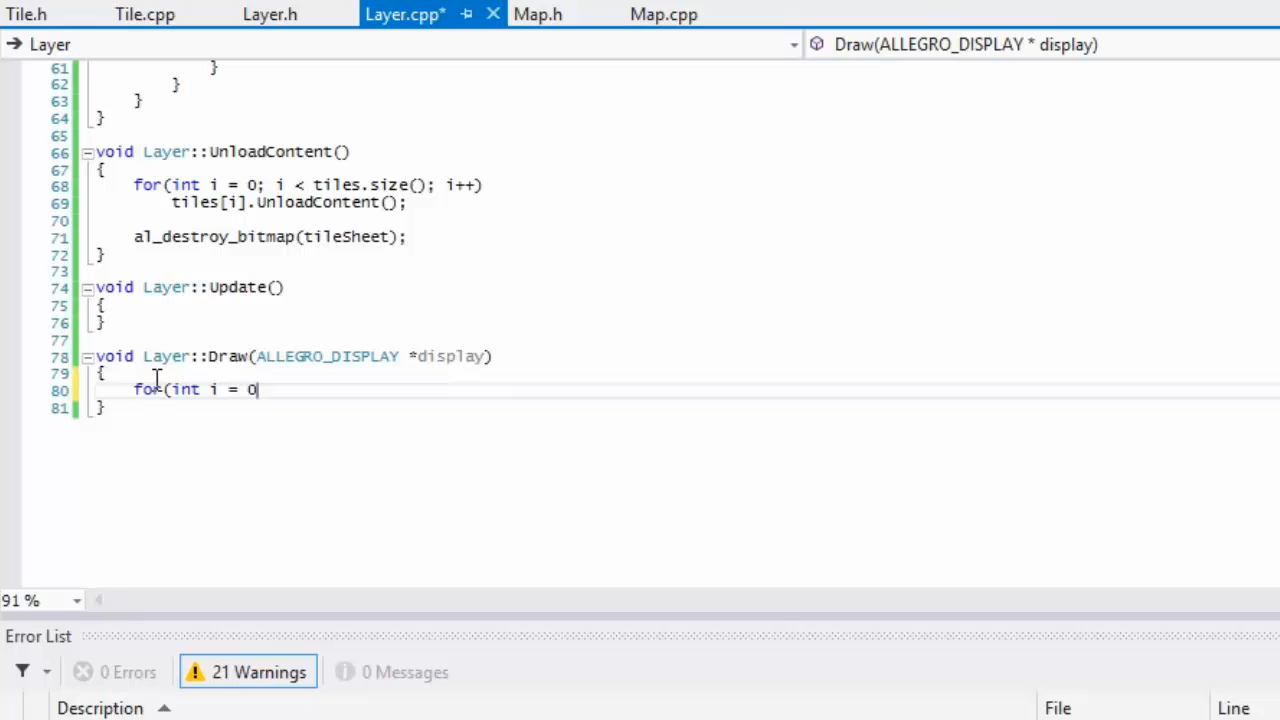 Tile.h Tile.cpp Layer.h Layer.cpp* Map.h Map.cpp
Layer Draw(ALLEGRO_DISPLAY * display)
61 }
62 }
63 }
64 }
65
66 void Layer::UnloadContent()
67 {
68 for(int i = 0; i < tiles.size(); i++)
69 tiles[i].UnloadContent();
70
71 al_destroy_bitmap(tileSheet);
72 }
73
74 void Layer::Update()
75 {
76 }
77
78 void Layer::Draw(ALLEGRO_DISPLAY *display)
79 {
80 for(int i = 0
81 }
91 %
Error List
0 Errors 21 Warnings 0 Messages
Description File Line